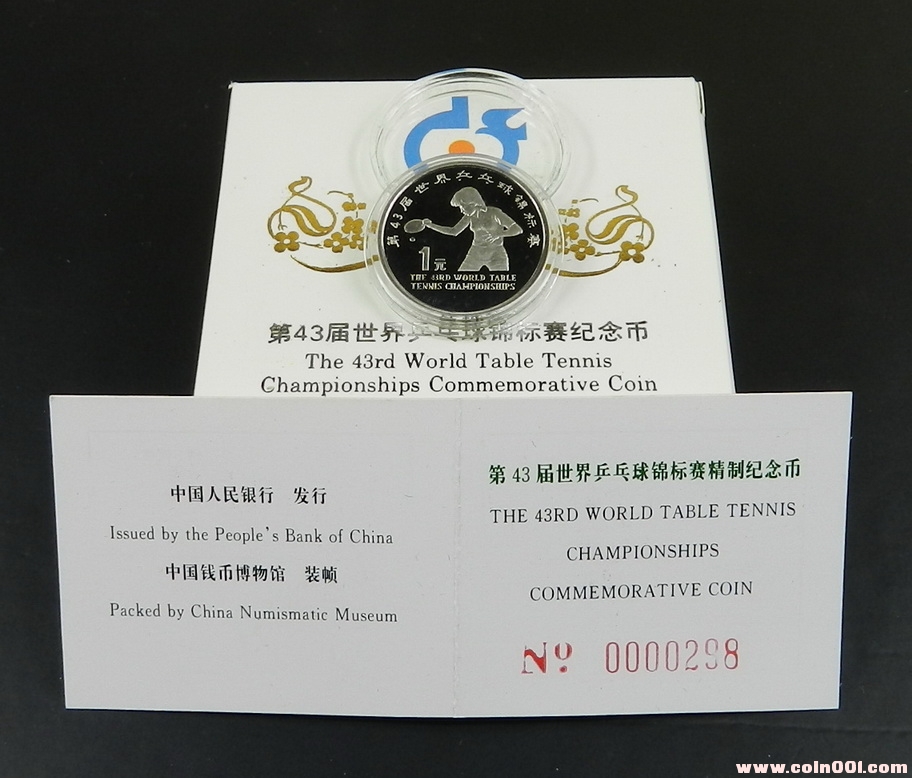 第43届世界乒乓球锦标赛
1元
THE 43RD WORLD TABLE
TENNIS CHAMPIONSHIPS
第43届世界乒乓球锦标赛纪念币
The 43rd World Table Tennis
Championships Commemorative Coin
中国人民银行 发行
Issued by the People's Bank of China
中国钱币博物馆 装帧
Packed by China Numismatic Museum
第 43 届世界乒乓球锦标赛精制纪念币
THE 43RD WORLD TABLE TENNIS
CHAMPIONSHIPS
COMMEMORATIVE COIN
Nº 0000298
www.coin001.com